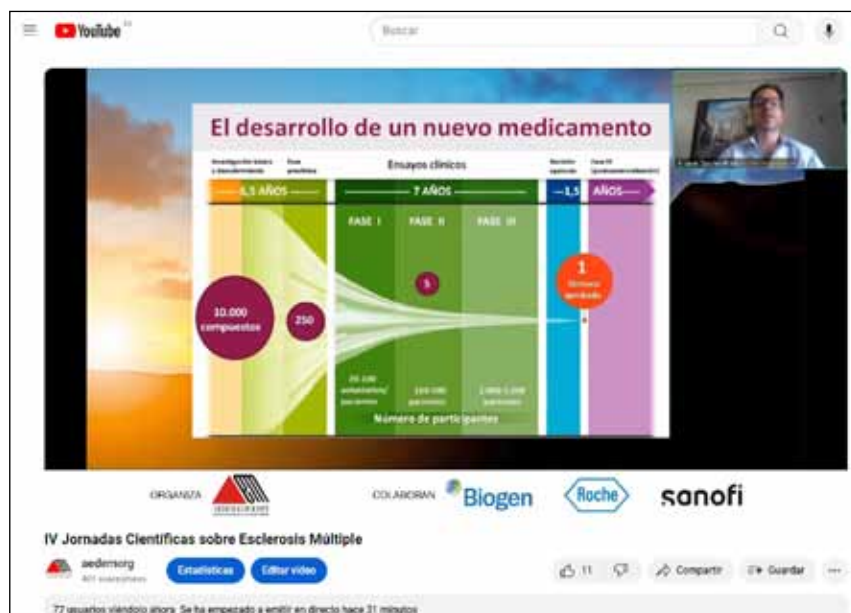 YouTube ES
Buscar
El desarrollo de un nuevo medicamento
Ensayos clínicos
6,5 AÑOS
7 AÑOS
1,5 AÑOS
FASE I
FASE II
FASE III
10.000
compuestos
250
5
1
fármaco
aprobado
Número de participantes
ORGANIZA
COLABORAN
Biogen
Roche
sanofi
IV Jornadas Científicas sobre Esclerosis Múltiple
aedemorg
Estadísticas
Editar vídeo
11
Compartir
Guardar
77 usuarios viéndolo ahora Se ha empezado a emitir en directo hace 31 minutos